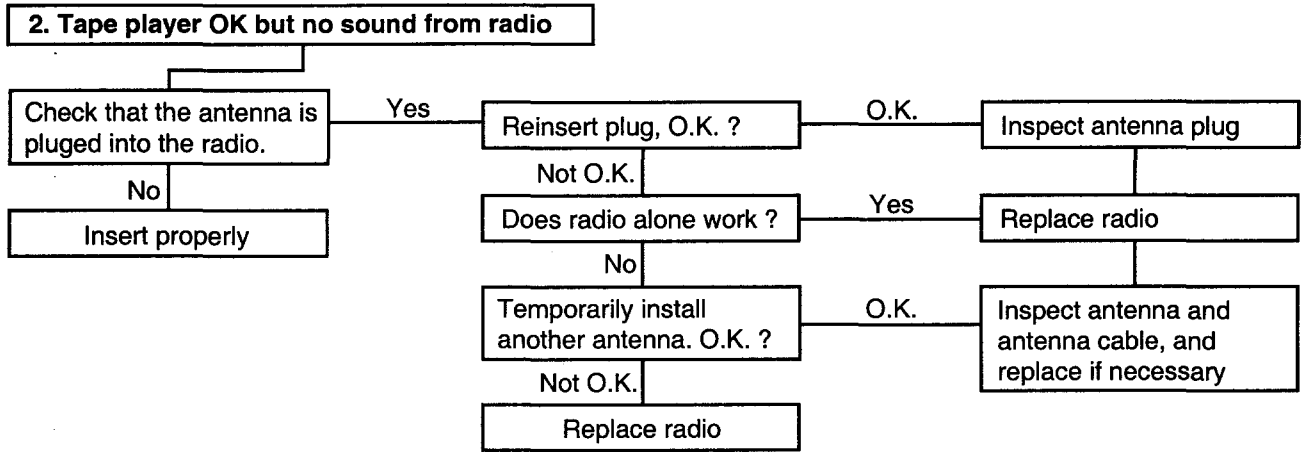 2. Tape player OK but no sound from radio
Check that the antenna is
pluged into the radio.
Yes
Reinsert plug, O.K. ?
O.K.
Inspect antenna plug
No
Not O.K.
Insert properly
Does radio alone work ?
Yes
Replace radio
No
Temporarily install
another antenna. O.K. ?
O.K.
Inspect antenna and
antenna cable, and
replace if necessary
Not O.K.
Replace radio